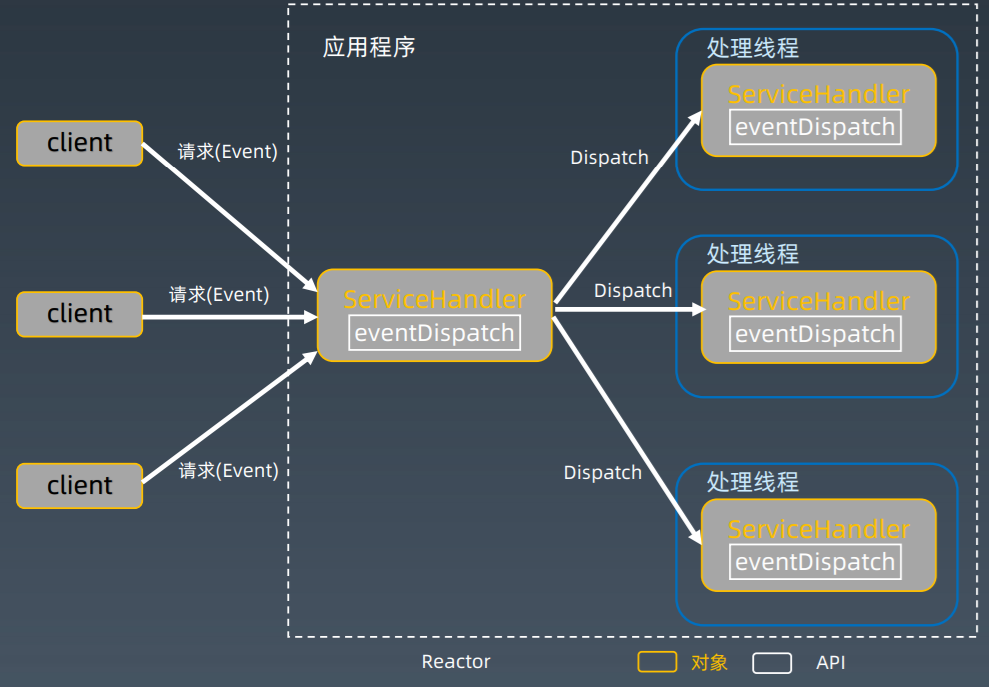 应用程序
client
请求(Event)
client
请求(Event)
client
请求(Event)
ServiceHandler
eventDispatch
Dispatch
处理线程
ServiceHandler
eventDispatch
Dispatch
处理线程
ServiceHandler
eventDispatch
Dispatch
处理线程
ServiceHandler
eventDispatch
Reactor
对象
API